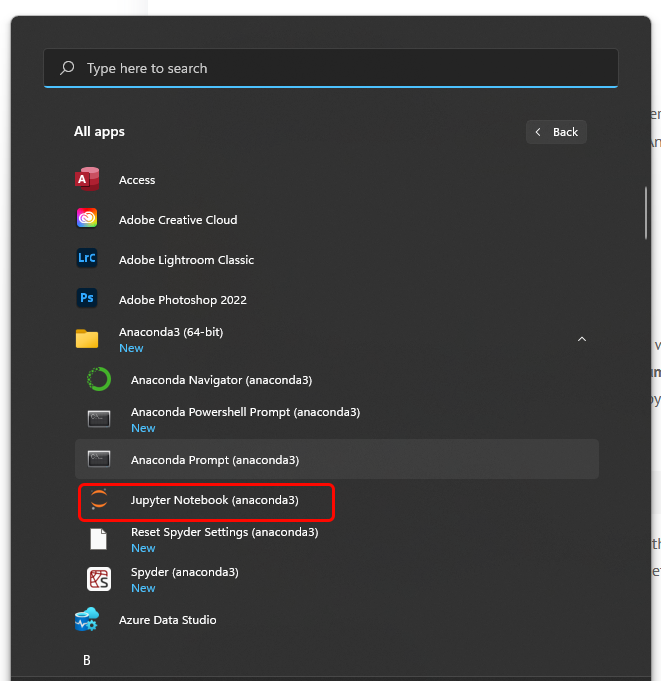 Type here to search
All apps
Back
A
Access
Adobe Creative Cloud
LrC
Adobe Lightroom Classic
Ps
Adobe Photoshop 2022
Anaconda3 (64-bit)
New
Anaconda Navigator (anaconda3)
Anaconda Powershell Prompt (anaconda3)
New
Anaconda Prompt (anaconda3)
Jupyter Notebook (anaconda3)
Reset Spyder Settings (anaconda3)
New
Spyder (anaconda3)
New
Azure Data Studio
B